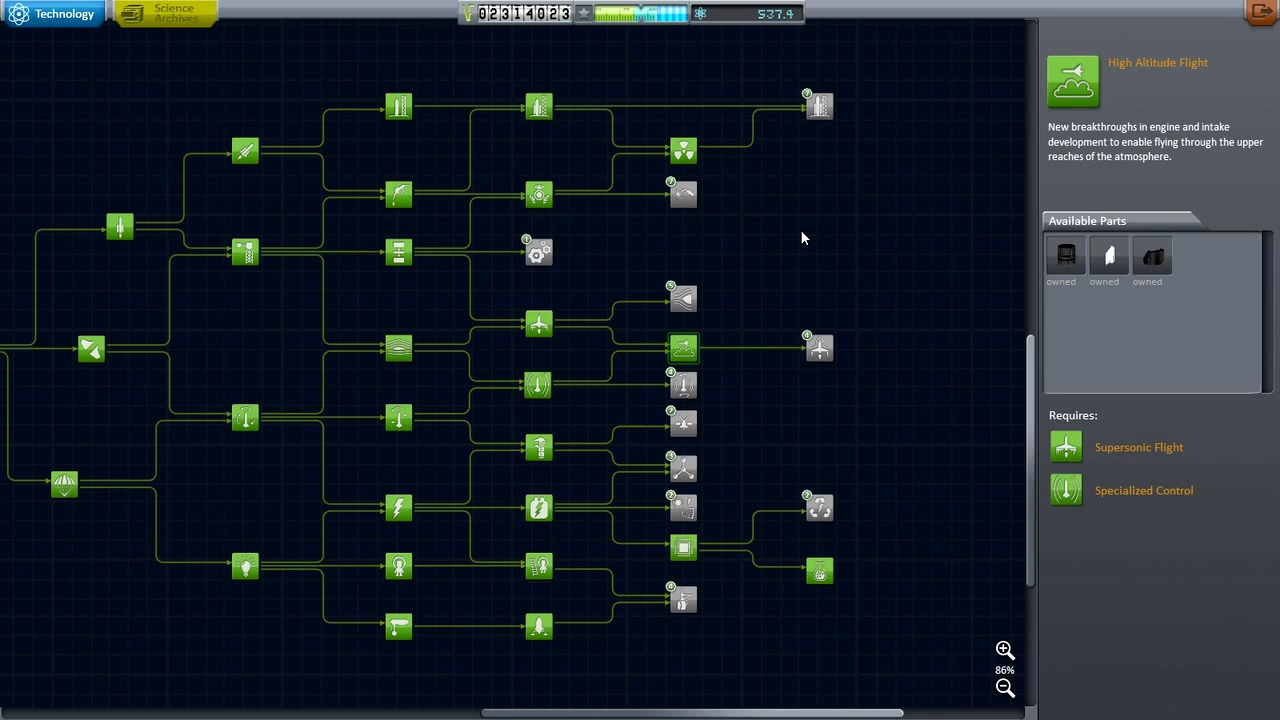 Technology
Science
Archives
02314023
537.4
High Altitude Flight
New breakthroughs in engine and intake
development to enable flying through the upper
reaches of the atmosphere.
Available Parts
owned owned owned
Requires:
Supersonic Flight
Specialized Control
86%